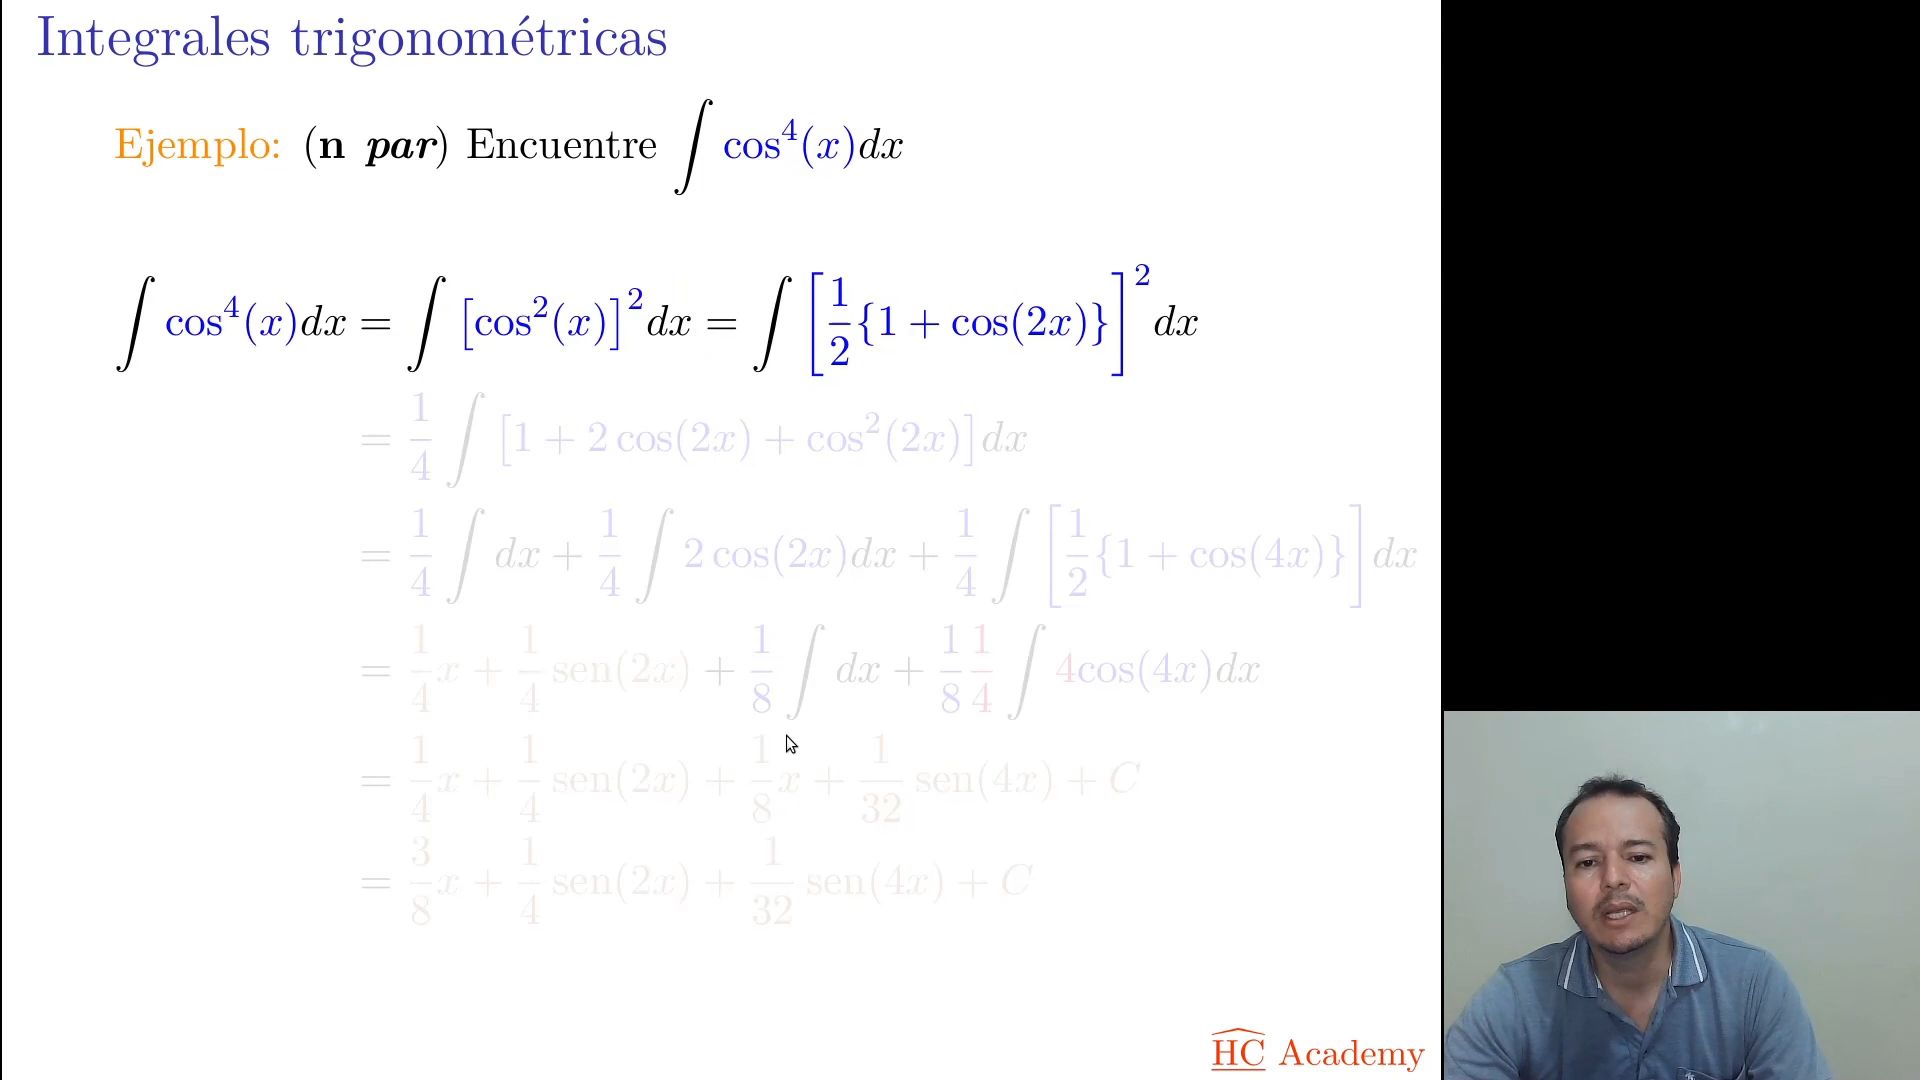 Integrales trigonométricas
Ejemplo: (n par) Encuentre ∫ cos⁴(x)dx
∫ cos⁴(x)dx = ∫ [cos²(x)]² dx = ∫ [1/2 {1 + cos(2x)}]² dx
= 1/4 ∫ [1 + 2 cos(2x) + cos²(2x)]dx
= 1/4 ∫ dx + 1/4 ∫ 2 cos(2x)dx + 1/4 ∫ [1/2 {1 + cos(4x)}] dx
= 1/4 x + 1/4 sen(2x) + 1/8 ∫ dx + 1/8 1/4 ∫ 4cos(4x)dx
= 1/4 x + 1/4 sen(2x) + 1/8 x + 1/32 sen(4x) + C
= 3/8 x + 1/4 sen(2x) + 1/32 sen(4x) + C
HC Academy